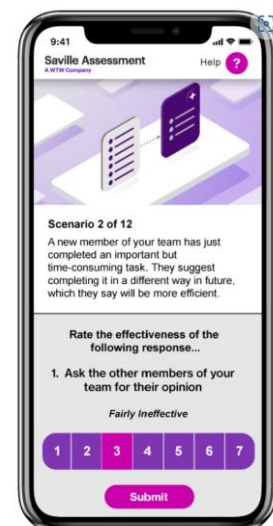 9:41
Saville Assessment
A WTW Company
Help ?
Scenario 2 of 12
A new member of your team has just
completed an important but
time-consuming task. They suggest
completing it in a different way in future,
which they say will be more efficient.
Rate the effectiveness of the
following response...
1. Ask the other members of your
team for their opinion
Fairly Ineffective
1 2 3 4 5 6 7
Submit